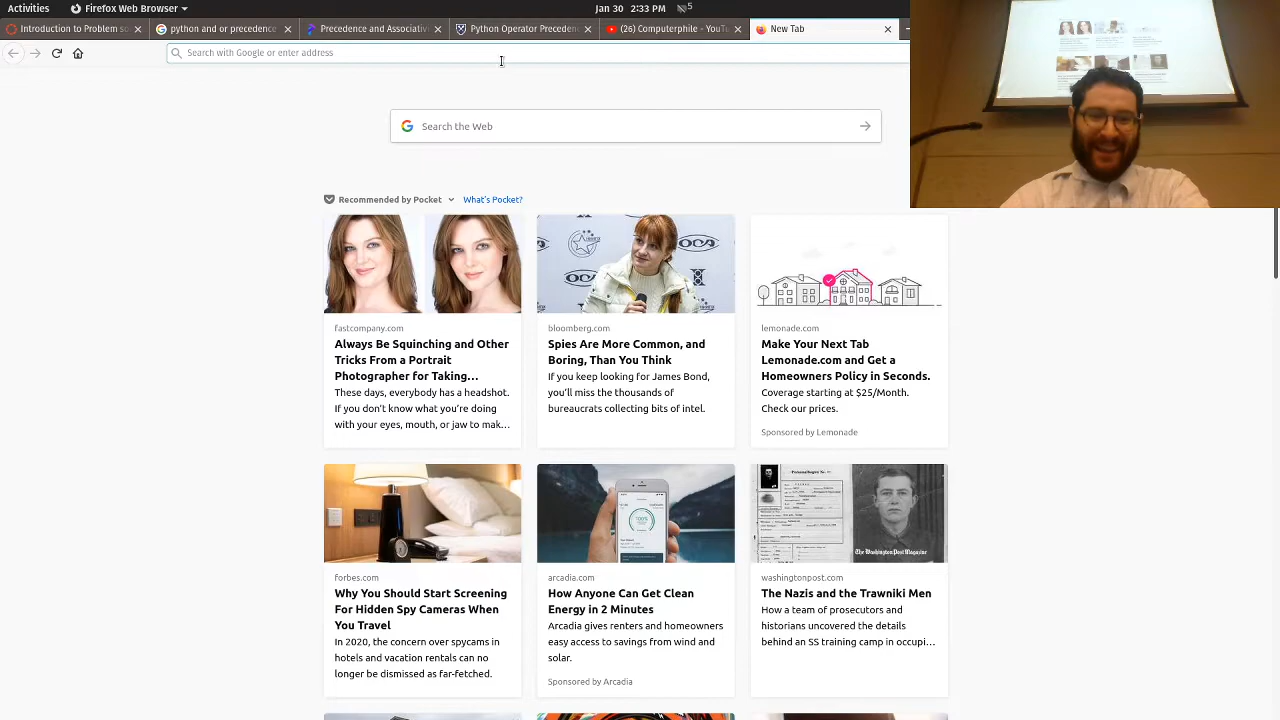 Activities
Firefox Web Browser
Jan 30 2:33 PM
5
Introduction to Problem so
python and or precedence
Precedence and Associativ
Python Operator Precede
(26) Computerphile - YouT
New Tab
Search with Google or enter address
Search the Web
Recommended by Pocket
What's Pocket?
fastcompany.com
Always Be Squinching and Other
Tricks From a Portrait
Photographer for Taking…
These days, everybody has a headshot.
If you don't know what you're doing
with your eyes, mouth, or jaw to mak…
OCA
OCA
bloomberg.com
Spies Are More Common, and
Boring, Than You Think
If you keep looking for James Bond,
you'll miss the thousands of
bureaucrats collecting bits of intel.
lemonade.com
Make Your Next Tab
Lemonade.com and Get a
Homeowners Policy in Seconds.
Coverage starting at $25/Month.
Check our prices.
Sponsored by Lemonade
forbes.com
Why You Should Start Screening
For Hidden Spy Cameras When
You Travel
In 2020, the concern over spycams in
hotels and vacation rentals can no
longer be dismissed as far-fetched.
arcadia.com
How Anyone Can Get Clean
Energy in 2 Minutes
Arcadia gives renters and homeowners
easy access to savings from wind and
solar.
Sponsored by Arcadia
The Washington Post Magazine
washingtonpost.com
The Nazis and the Trawniki Men
How a team of prosecutors and
historians uncovered the details
behind an SS training camp in occupi…